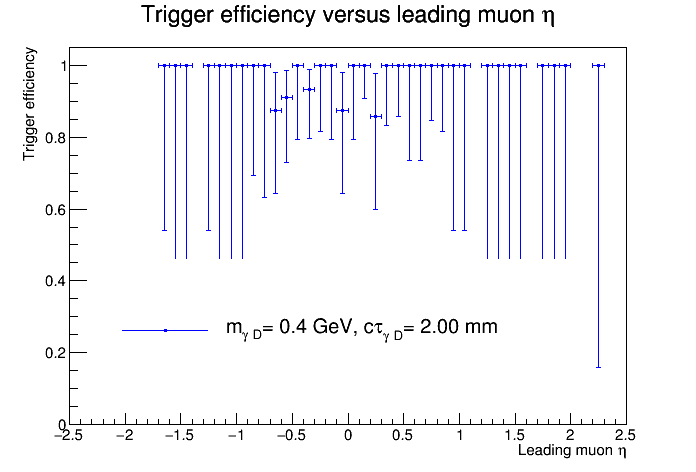 Trigger efficiency versus leading muon η
Trigger efficiency
1
0.8
0.6
0.4
0.2
0
mγ D= 0.4 GeV, cτγ D= 2.00 mm
−2.5 −2 −1.5 −1 −0.5 0 0.5 1 1.5 2 2.5
Leading muon η